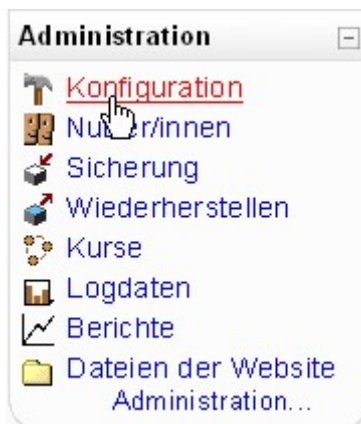 Administration
Konfiguration
Sicherung
Wiederherstellen
Kurse
Logdaten
Berichte
Dateien der Website
Administration...